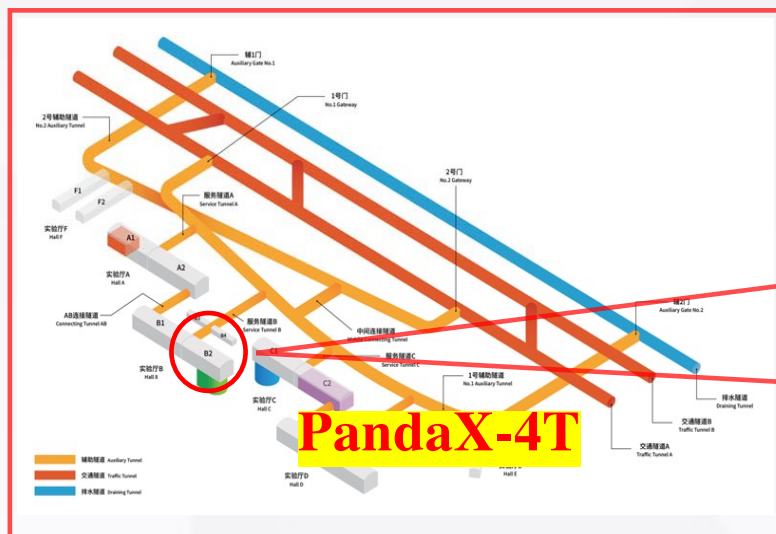 辅1门
Auxiliary Gate No.1
1号门
No.1 Gateway
2号辅助隧道
No.2 Auxiliary Tunnel
2号门
No.2 Gateway
F1
F2
服务隧道A
Service Tunnel A
实验厅F
Hall F
A1
A2
实验厅A
Hall A
AB连接隧道
Connecting Tunnel AB
辅2门
Auxiliary Gate No.2
服务隧道B
Service Tunnel B
B1
B2
B4
中间连接隧道
Connecting Tunnel
实验厅B
Hall B
C1
C2
服务隧道C
Service Tunnel C
实验厅C
Hall C
1号辅助隧道
No.1 Auxiliary Tunnel
排水隧道
Draining Tunnel
交通隧道B
Traffic Tunnel B
交通隧道A
Traffic Tunnel A
PandaX-4T
实验厅D
Hall D
Hall E
辅助隧道 Auxiliary Tunnel
交通隧道 Traffic Tunnel
排水隧道 Draining Tunnel